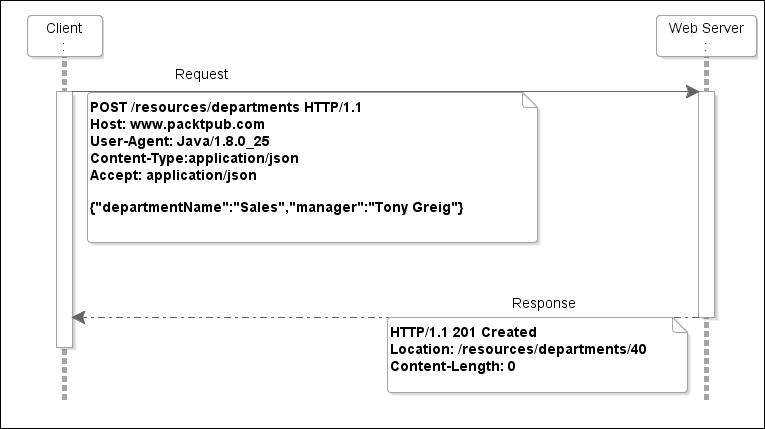 Client
:
Web Server
:
Request
POST /resources/departments HTTP/1.1
Host: www.packtpub.com
User-Agent: Java/1.8.0_25
Content-Type:application/json
Accept: application/json
{"departmentName":"Sales","manager":"Tony Greig"}
Response
HTTP/1.1 201 Created
Location: /resources/departments/40
Content-Length: 0